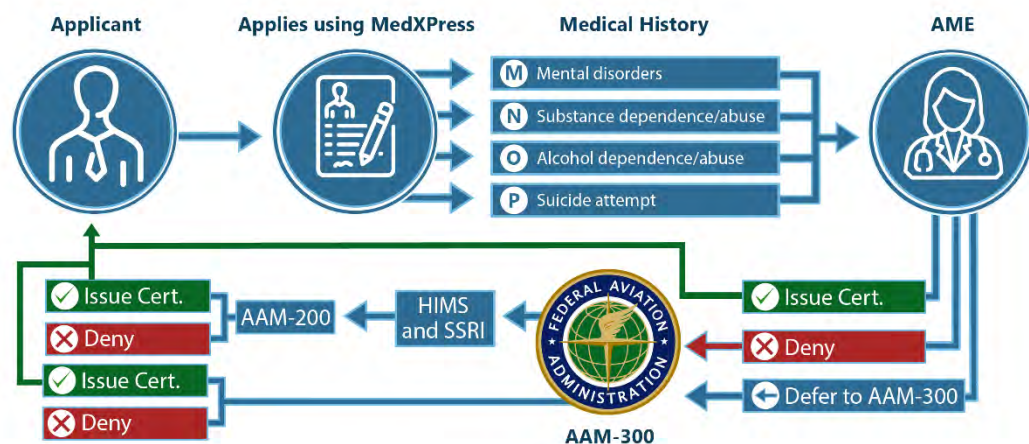 Applicant
Applies using MedXPress
Medical History
AME
M Mental disorders
N Substance dependence/abuse
O Alcohol dependence/abuse
P Suicide attempt
Issue Cert.
Deny
Defer to AAM-300
FEDERAL AVIATION
ADMINISTRATION
AAM-300
HIMS
and SSRI
AAM-200
Issue Cert.
Deny
Issue Cert.
Deny